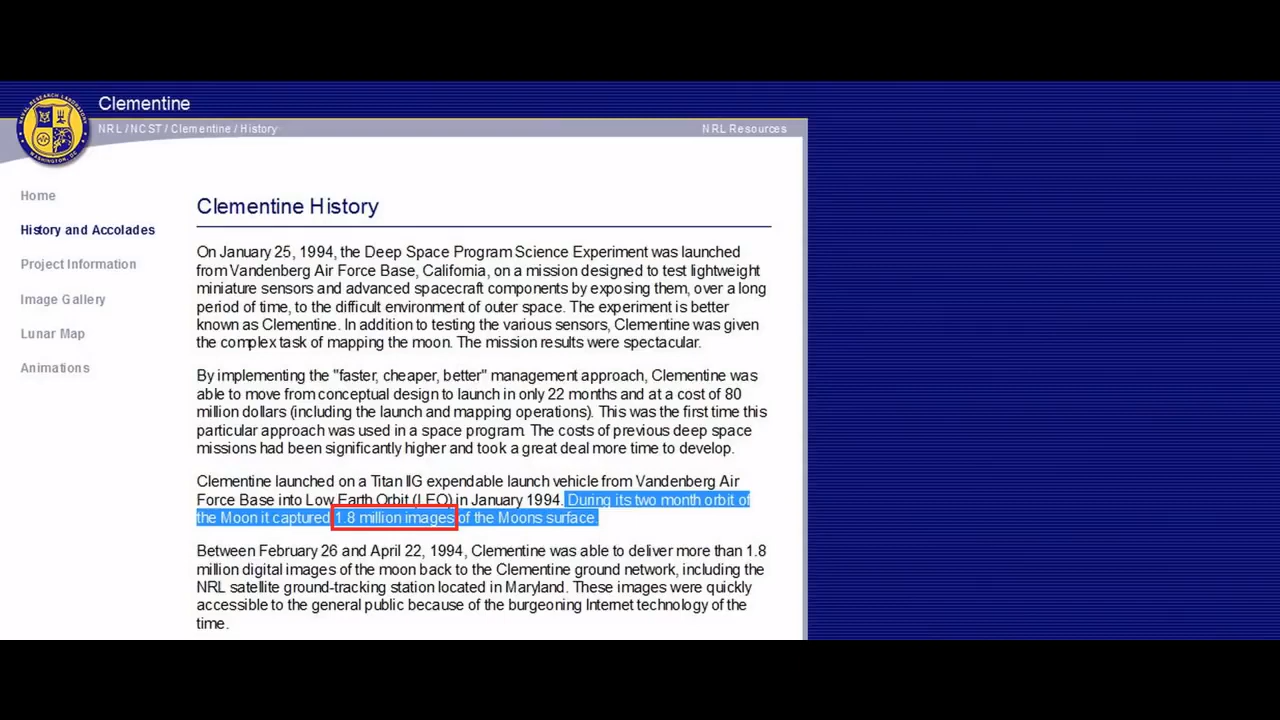 Clementine
NRL / NCST / Clementine / History
NRL Resources
Home
History and Accolades
Project Information
Image Gallery
Lunar Map
Animations
Clementine History
On January 25, 1994, the Deep Space Program Science Experiment was launched
from Vandenberg Air Force Base, California, on a mission designed to test lightweight
miniature sensors and advanced spacecraft components by exposing them, over a long
period of time, to the difficult environment of outer space. The experiment is better
known as Clementine. In addition to testing the various sensors, Clementine was given
the complex task of mapping the moon. The mission results were spectacular.
By implementing the "faster, cheaper, better" management approach, Clementine was
able to move from conceptual design to launch in only 22 months and at a cost of 80
million dollars (including the launch and mapping operations). This was the first time this
particular approach was used in a space program. The costs of previous deep space
missions had been significantly higher and took a great deal more time to develop.
Clementine launched on a Titan IIG expendable launch vehicle from Vandenberg Air
Force Base into Low Earth Orbit (LEO) in January 1994. During its two month orbit of
the Moon it captured 1.8 million images of the Moons surface.
Between February 26 and April 22, 1994, Clementine was able to deliver more than 1.8
million digital images of the moon back to the Clementine ground network, including the
NRL satellite ground-tracking station located in Maryland. These images were quickly
accessible to the general public because of the burgeoning Internet technology of the
time.